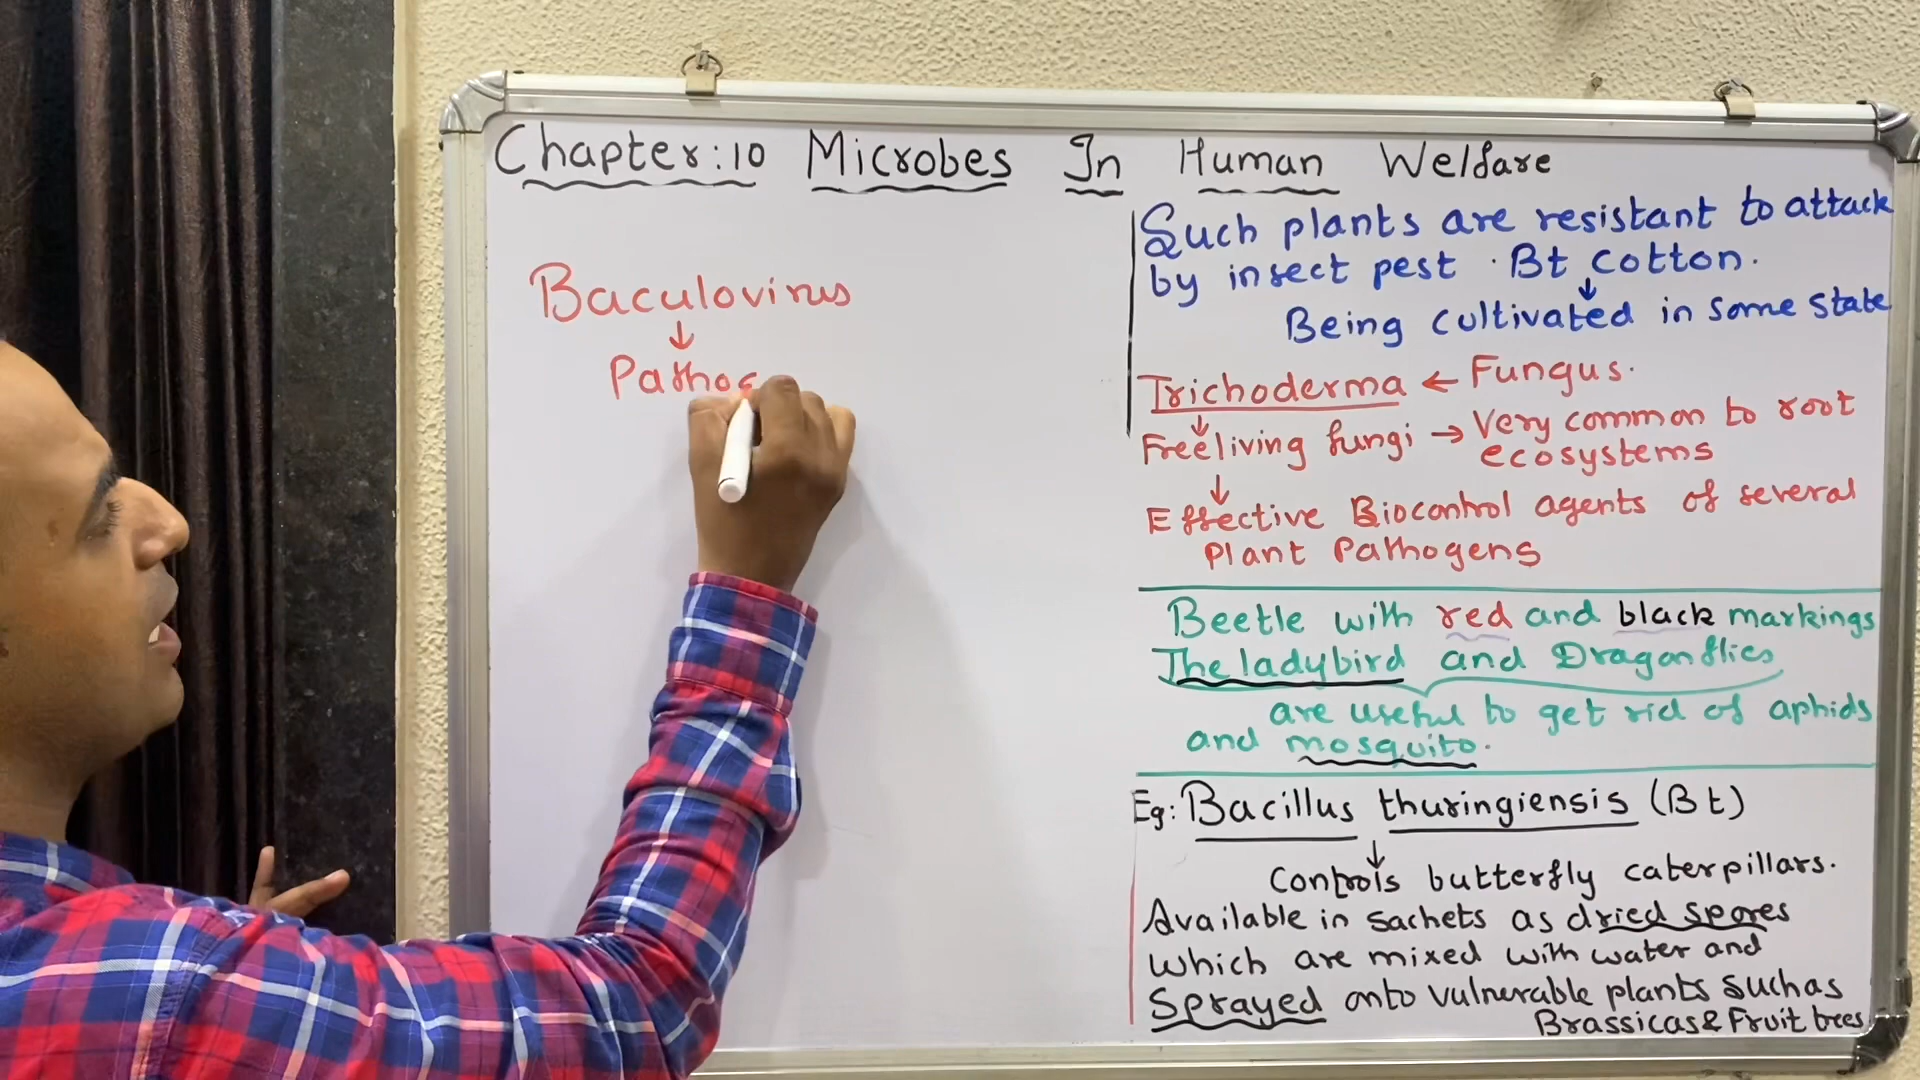 Chapter:10 Microbes In Human Welfare
Baculovirus
↓
Pathog
Such plants are resistant to attack
by insect pest. Bt cotton.
↓
Being cultivated in some state
Trichoderma ← Fungus.
↓
Freeliving fungi → Very common to root
ecosystems
↓
Effective Biocontrol agents of several
Plant Pathogens
Beetle with red and black markings
The ladybird and Dragonflies
are useful to get rid of aphids
and mosquito.
Eg: Bacillus thuringiensis (Bt)
↓
Controls butterfly caterpillars.
Available in sachets as dried spores
which are mixed with water and
Sprayed onto vulnerable plants such as
Brassicas & Fruit trees